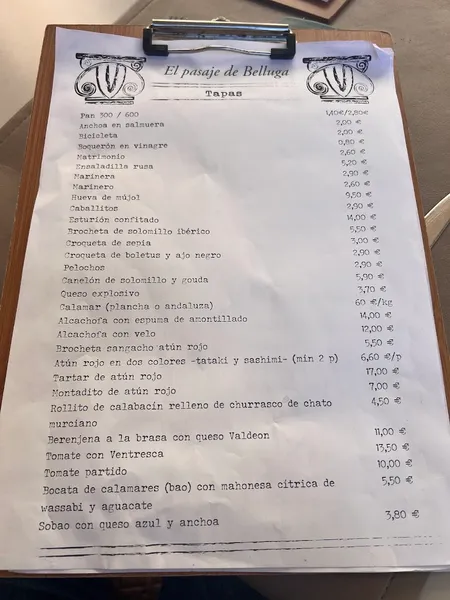 El pasaje de Belluga
Tapas
Pan 300 / 600 1,40€/2,80€
Anchoa en salmuera 2,00 €
Bicicleta 2,00 €
Boquerón en vinagre 0,80 €
Matrimonio 2,60 €
Ensaladilla rusa 5,20 €
Marinera 2,90 €
Marinero 2,60 €
Hueva de mújol 9,50 €
Caballitos 2,90 €
Esturión confitado 14,00 €
Brocheta de solomillo ibérico 5,50 €
Croqueta de sepia 3,00 €
Croqueta de boletus y ajo negro 2,90 €
Pelochos 2,90 €
Canelón de solomillo y gouda 5,90 €
Queso explosivo 3,70 €
Calamar (plancha o andaluza) 60 €/kg
Alcachofa con espuma de amontillado 14,00 €
Alcachofa con velo 12,00 €
Brocheta sangacho atún rojo 5,50 €
Atún rojo en dos colores -tataki y sashimi- (min 2 p) 6,60 €/p
Tartar de atún rojo 17,00 €
Montadito de atún rojo 7,00 €
Rollito de calabacín relleno de churrasco de chato 4,50 €
murciano
Berenjena a la brasa con queso Valdeon 11,00 €
Tomate con Ventresca 13,50 €
Tomate partido 10,00 €
Bocata de calamares (bao) con mahonesa cítrica de 5,50 €
wassabi y aguacate
Sobao con queso azul y anchoa 3,80 €